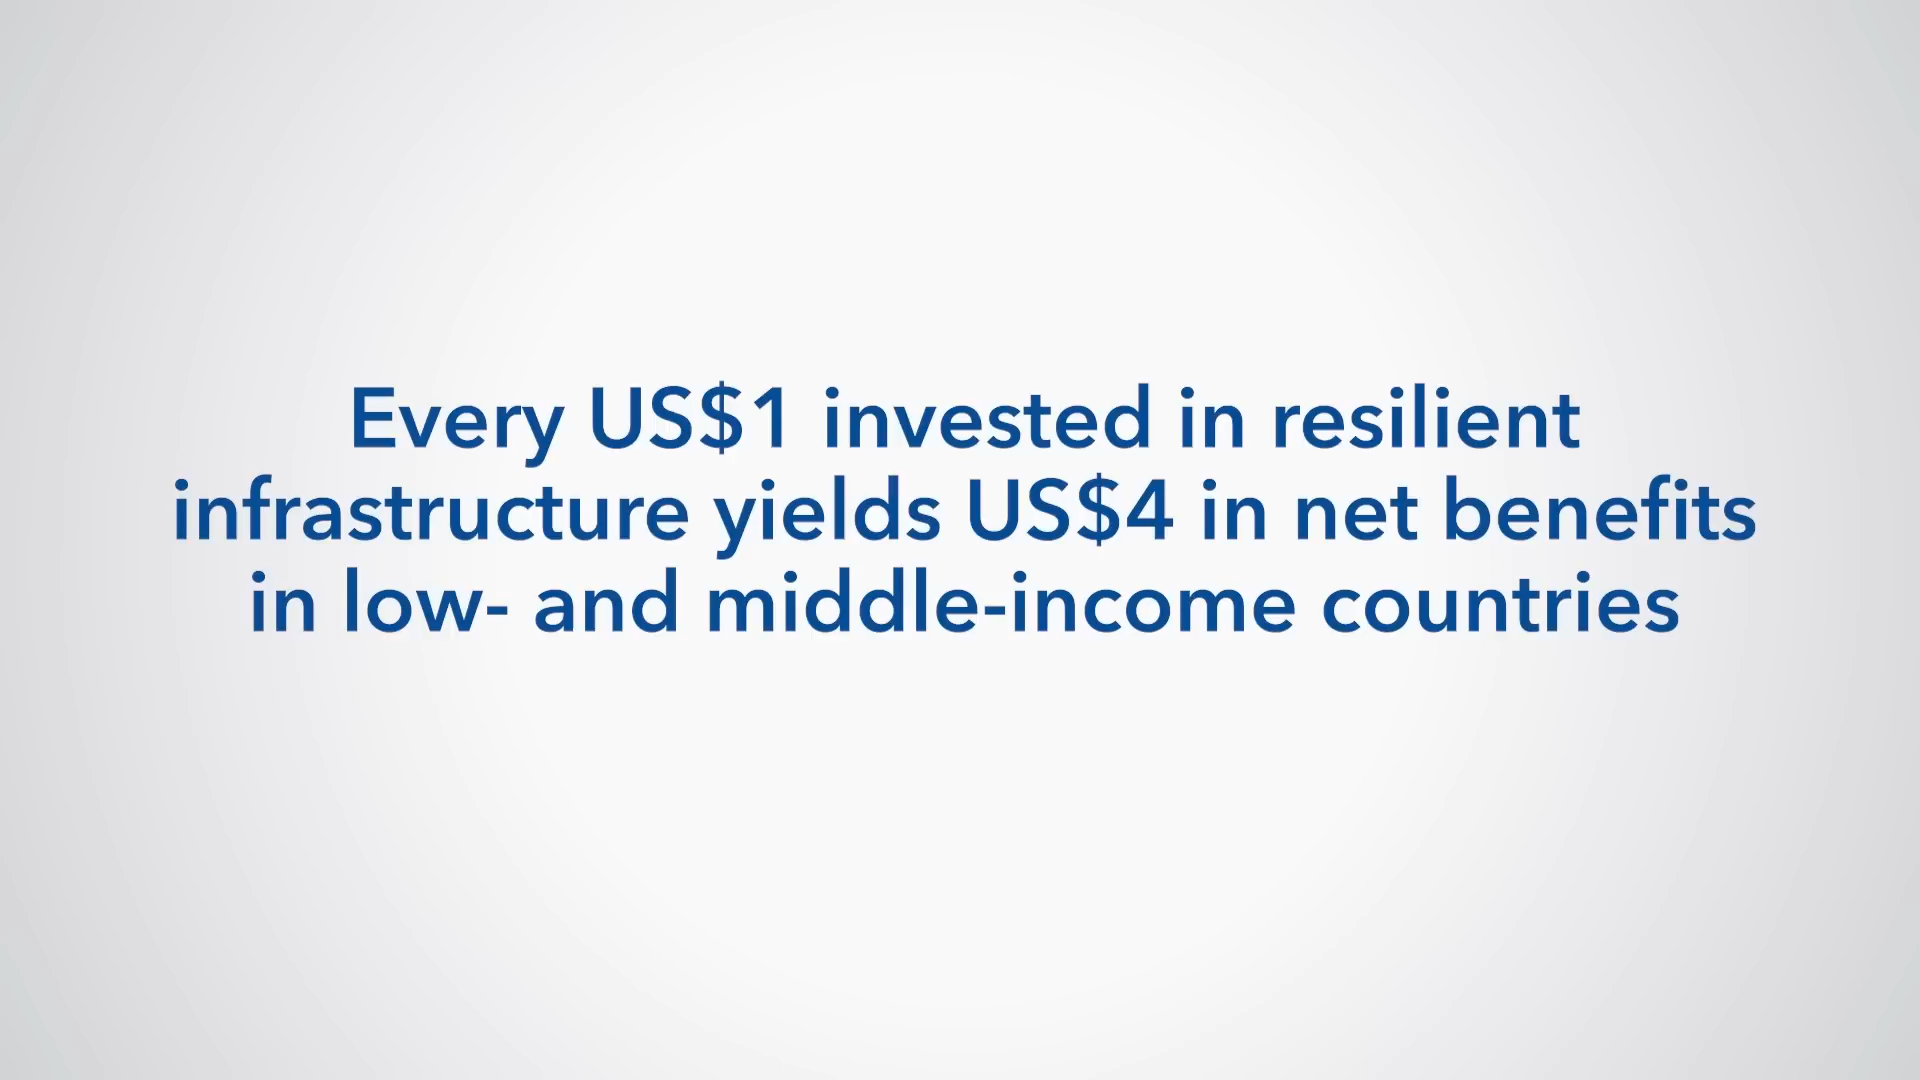 Every US$1 invested in resilient
infrastructure yields US$4 in net benefits
in low- and middle-income countries